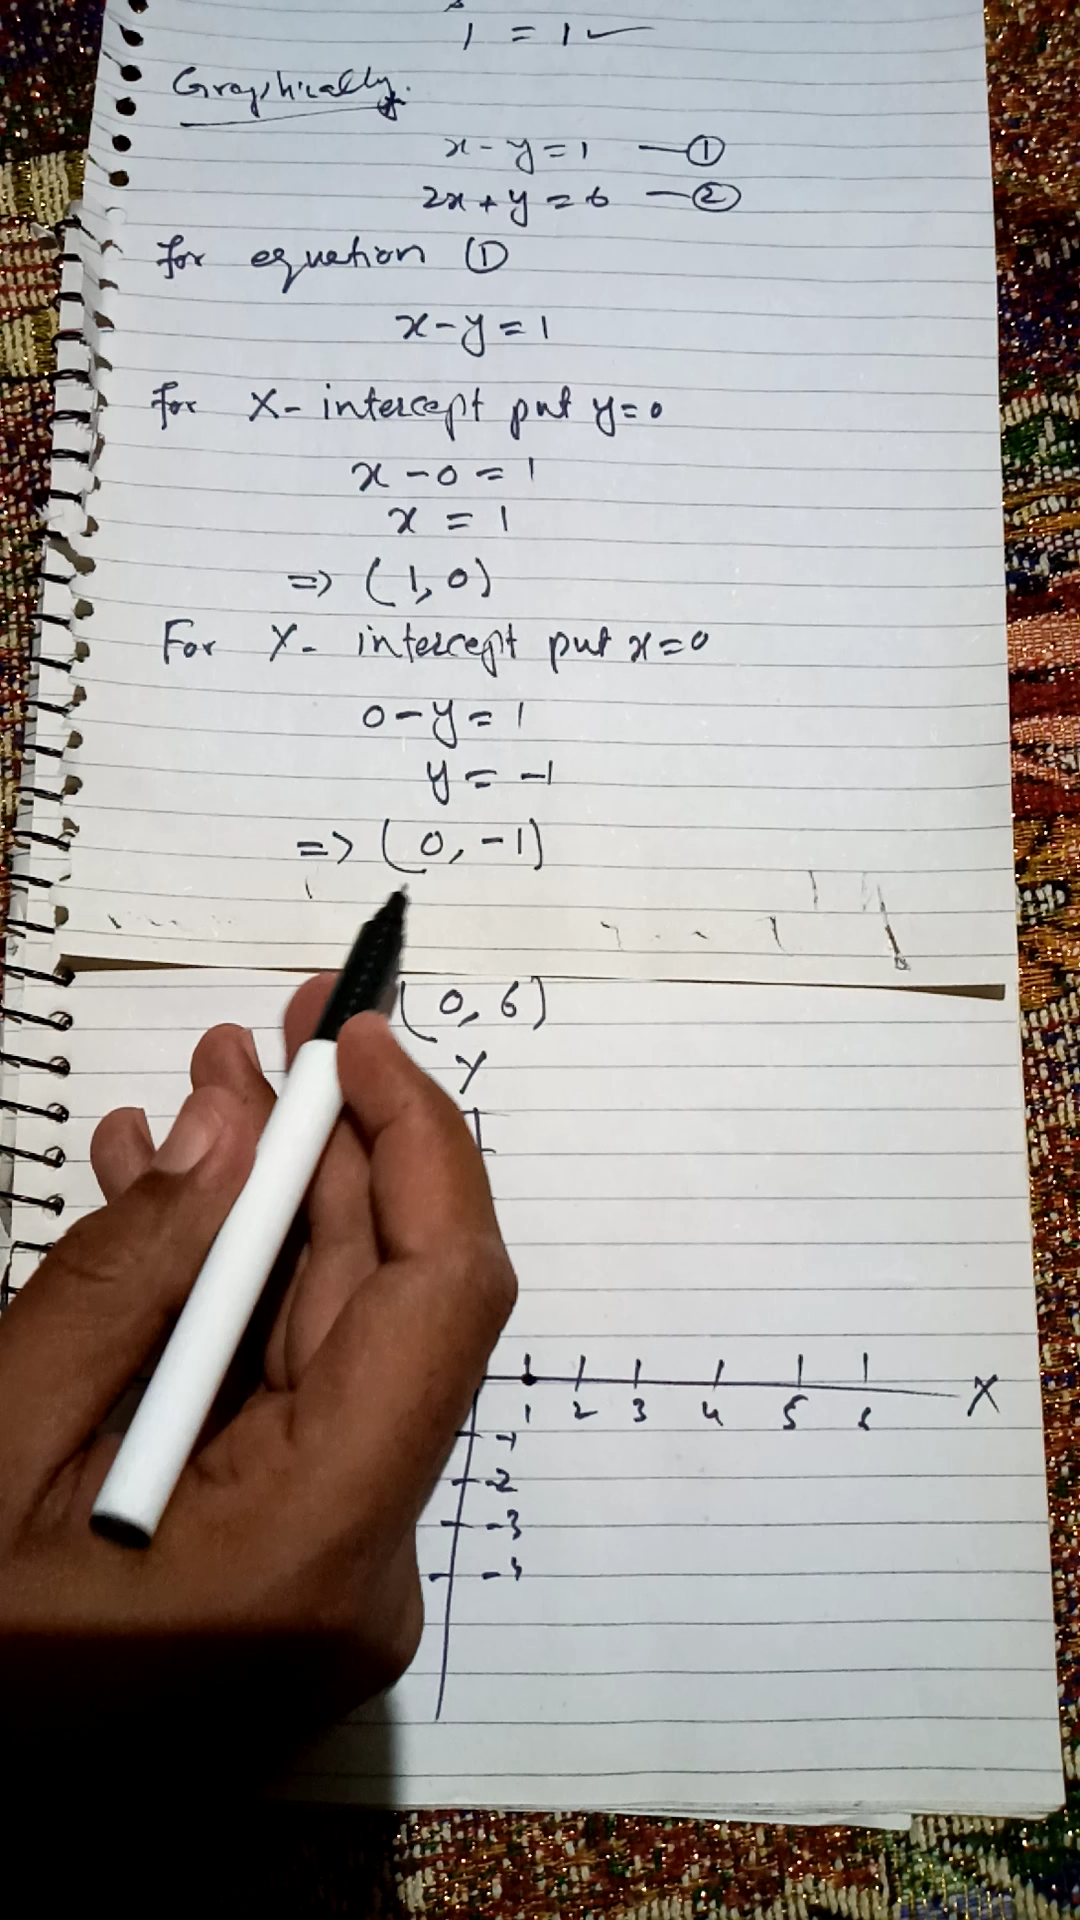 1 = 1 ✓
Graphically.
x - y = 1 — ①
2x + y = 6 — ②
for equation ①
x - y = 1
for X- intercept put y = 0
x - 0 = 1
x = 1
=> (1, 0)
For Y- intercept put x = 0
0 - y = 1
y = -1
=> (0, -1)
(0, 6)
Y
X
1 2 3 4 5 6
-1
-2
-3
-4